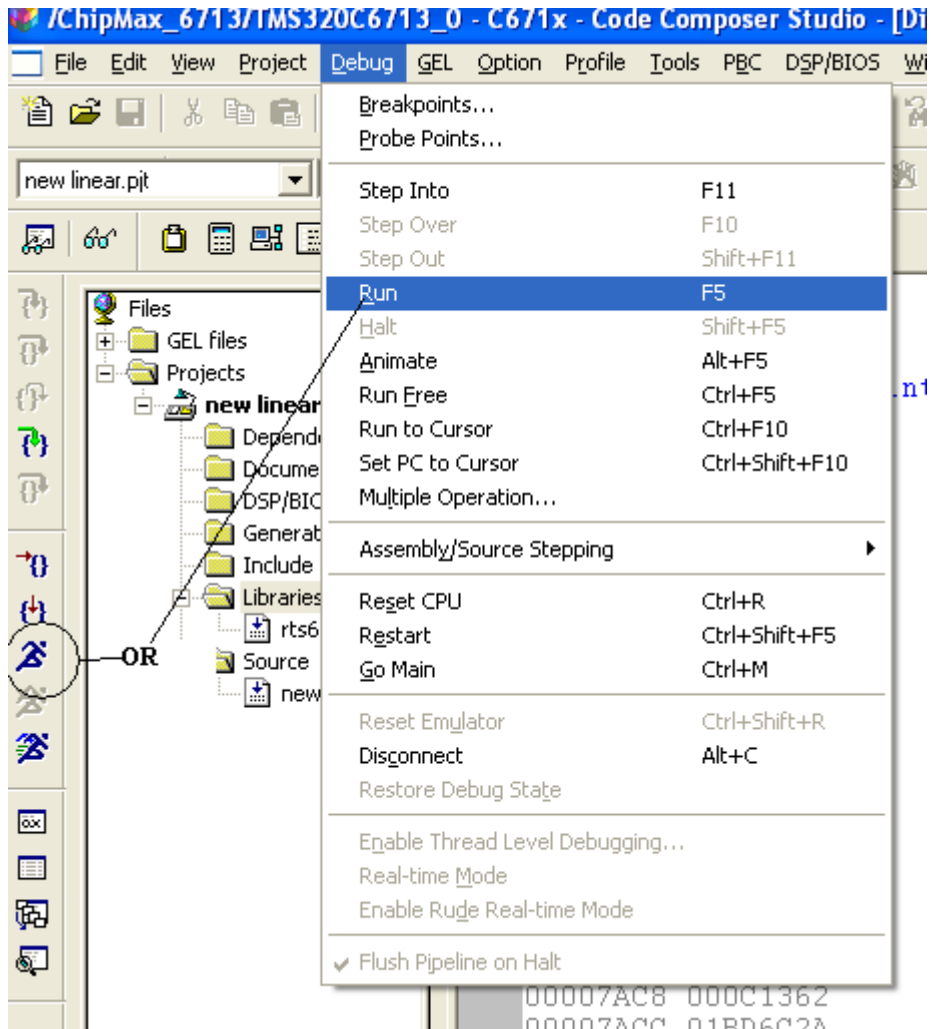 /ChipMax_6713/TMS320C6713_0 - C671x - Code Composer Studio - [Di
File Edit View Project Debug GEL Option Profile Tools PBC DSP/BIOS Wi
new linear.pjt
Breakpoints...
Probe Points...
Step Into F11
Step Over F10
Step Out Shift+F11
Run F5
Halt Shift+F5
Animate Alt+F5
Run Free Ctrl+F5
Run to Cursor Ctrl+F10
Set PC to Cursor Ctrl+Shift+F10
Multiple Operation...
Assembly/Source Stepping
Reset CPU Ctrl+R
Restart Ctrl+Shift+F5
Go Main Ctrl+M
Reset Emulator Ctrl+Shift+R
Disconnect Alt+C
Restore Debug State
Enable Thread Level Debugging...
Real-time Mode
Enable Rude Real-time Mode
Flush Pipeline on Halt
Files
GEL files
Projects
new linear
Depende
Docume
DSP/BIO
Generat
Include
Libraries
rts6
Source
new
OR
nt
00007AC8 000C1362
00007ACC 01BD6C2A